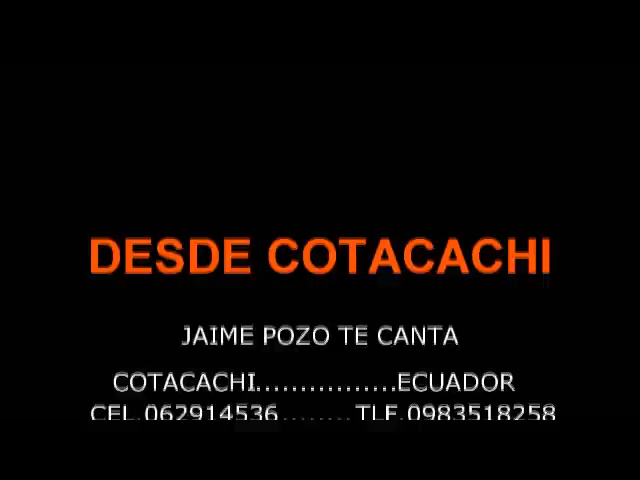 DESDE COTACACHI
JAIME POZO TE CANTA
COTACACHI................ECUADOR
CEL.062914536........TLF.0983518258